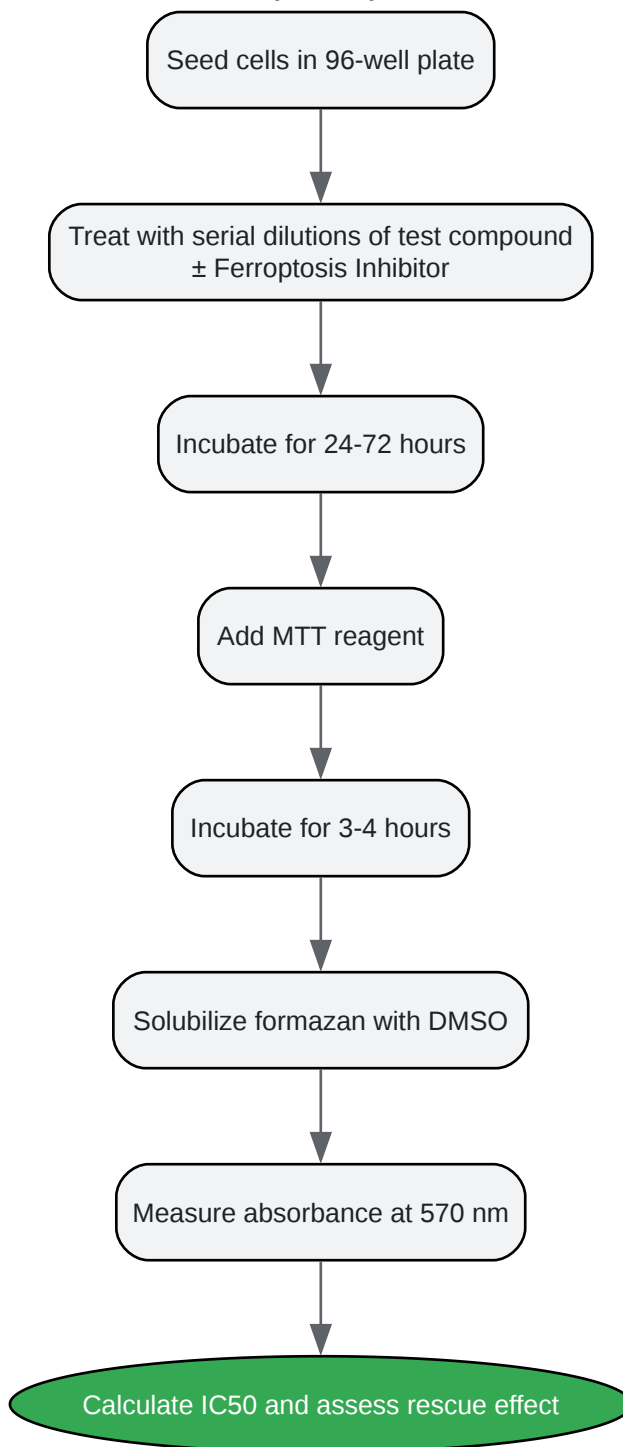 Seed cells in 96-well plate
Treat with serial dilutions of test compound
± Ferroptosis Inhibitor
Incubate for 24-72 hours
Add MTT reagent
Incubate for 3-4 hours
Solubilize formazan with DMSO
Measure absorbance at 570 nm
Calculate IC50 and assess rescue effect